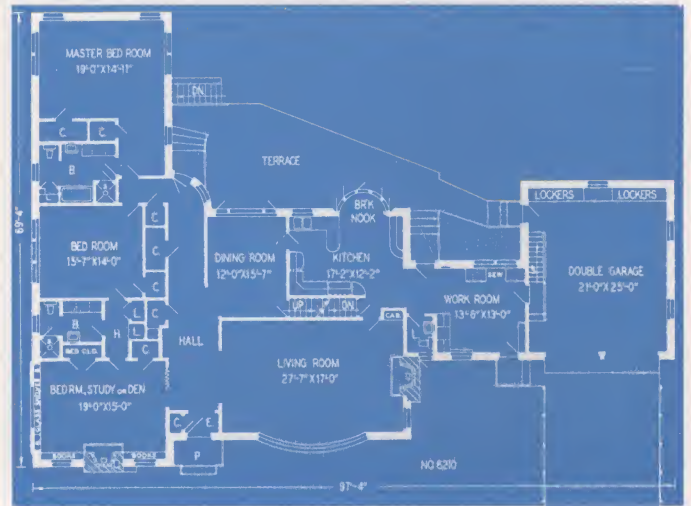 MASTER BED ROOM
19'-0"X14'-11"
DN.
C.
C.
TERRACE
B.
L.
S.
LOCKERS
LOCKERS
BR'K
NOOK
69'-4"
C.
C.
C.
BED ROOM
15'-7"X14'-0"
DINING ROOM
12'-0"X15'-7"
KITCHEN
17'-2"X12'-2"
SEW
DOUBLE GARAGE
21'-0"X25'-0"
WORK ROOM
13'-8"X13'-0"
UP
DN
CAB.
B.
H.
L.
L.
C.
C.
S.
BED CLO.
HALL
LIVING ROOM
27'-7"X17'-0"
BED RM., STUDY OR DEN
19'-0"X15'-0"
GLASS SHELVES
C.
E.
P.
BOOKS
BOOKS
NO. 6210
97'-4"